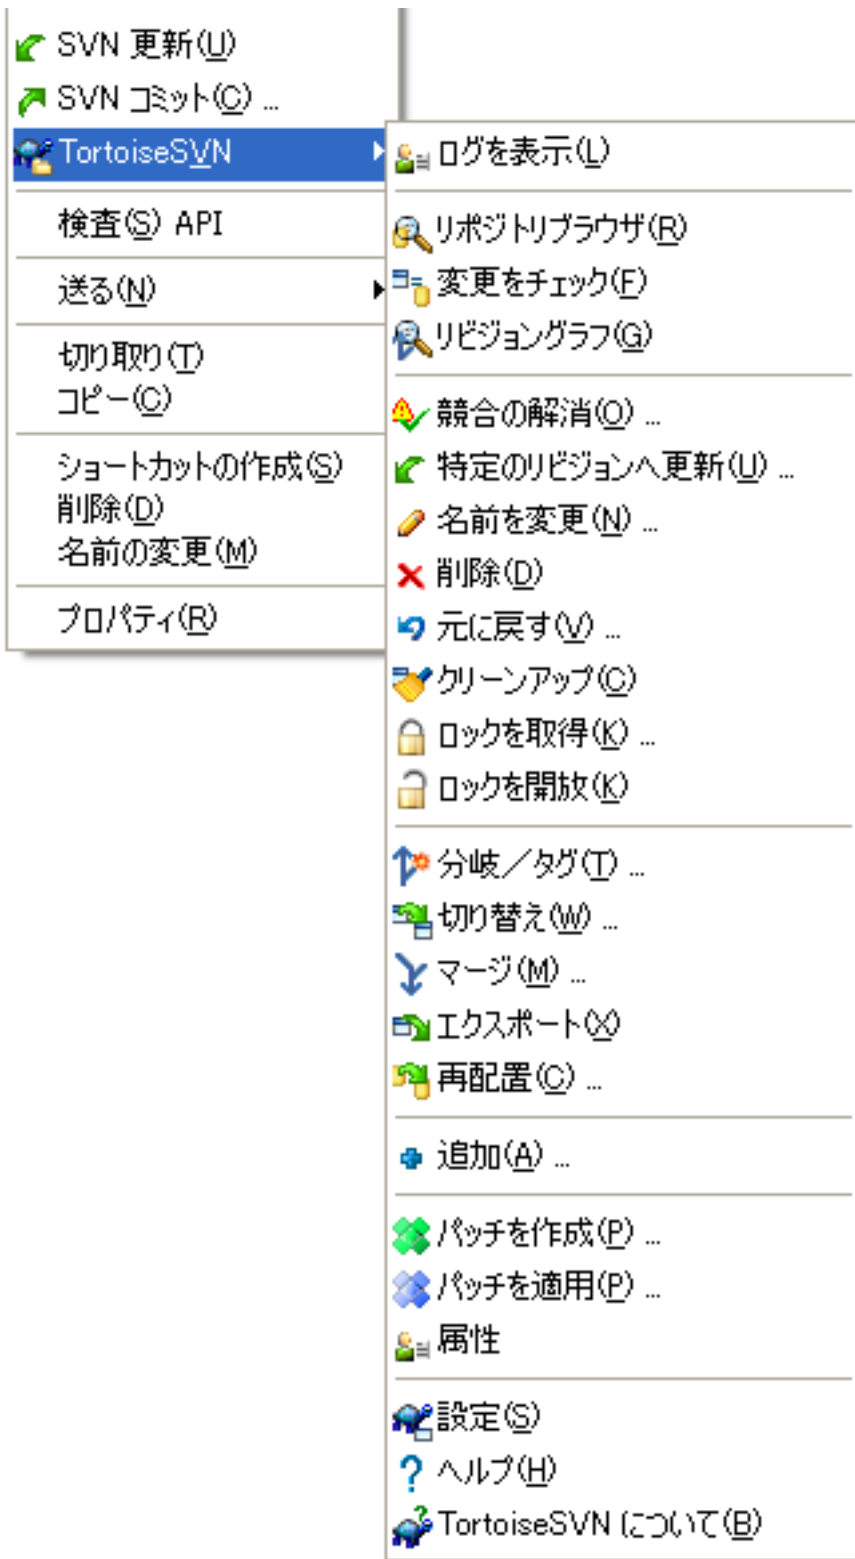 SVN 更新(U)
SVN コミット(C) ...
TortoiseSVN
検査(S) API
送る(N)
切り取り(T)
コピー(C)
ショートカットの作成(S)
削除(D)
名前の変更(M)
プロパティ(R)
ログを表示(L)
リポジトリブラウザ(R)
変更をチェック(F)
リビジョングラフ(G)
競合の解消(O) ...
特定のリビジョンへ更新(U) ...
名前を変更(N) ...
削除(D)
元に戻す(V) ...
クリーンアップ(C)
ロックを取得(K) ...
ロックを開放(K)
分岐／タグ(T) ...
切り替え(W) ...
マージ(M) ...
エクスポート(X)
再配置(C) ...
追加(A) ...
パッチを作成(P) ...
パッチを適用(P) ...
属性
設定(S)
ヘルプ(H)
TortoiseSVN について(B)